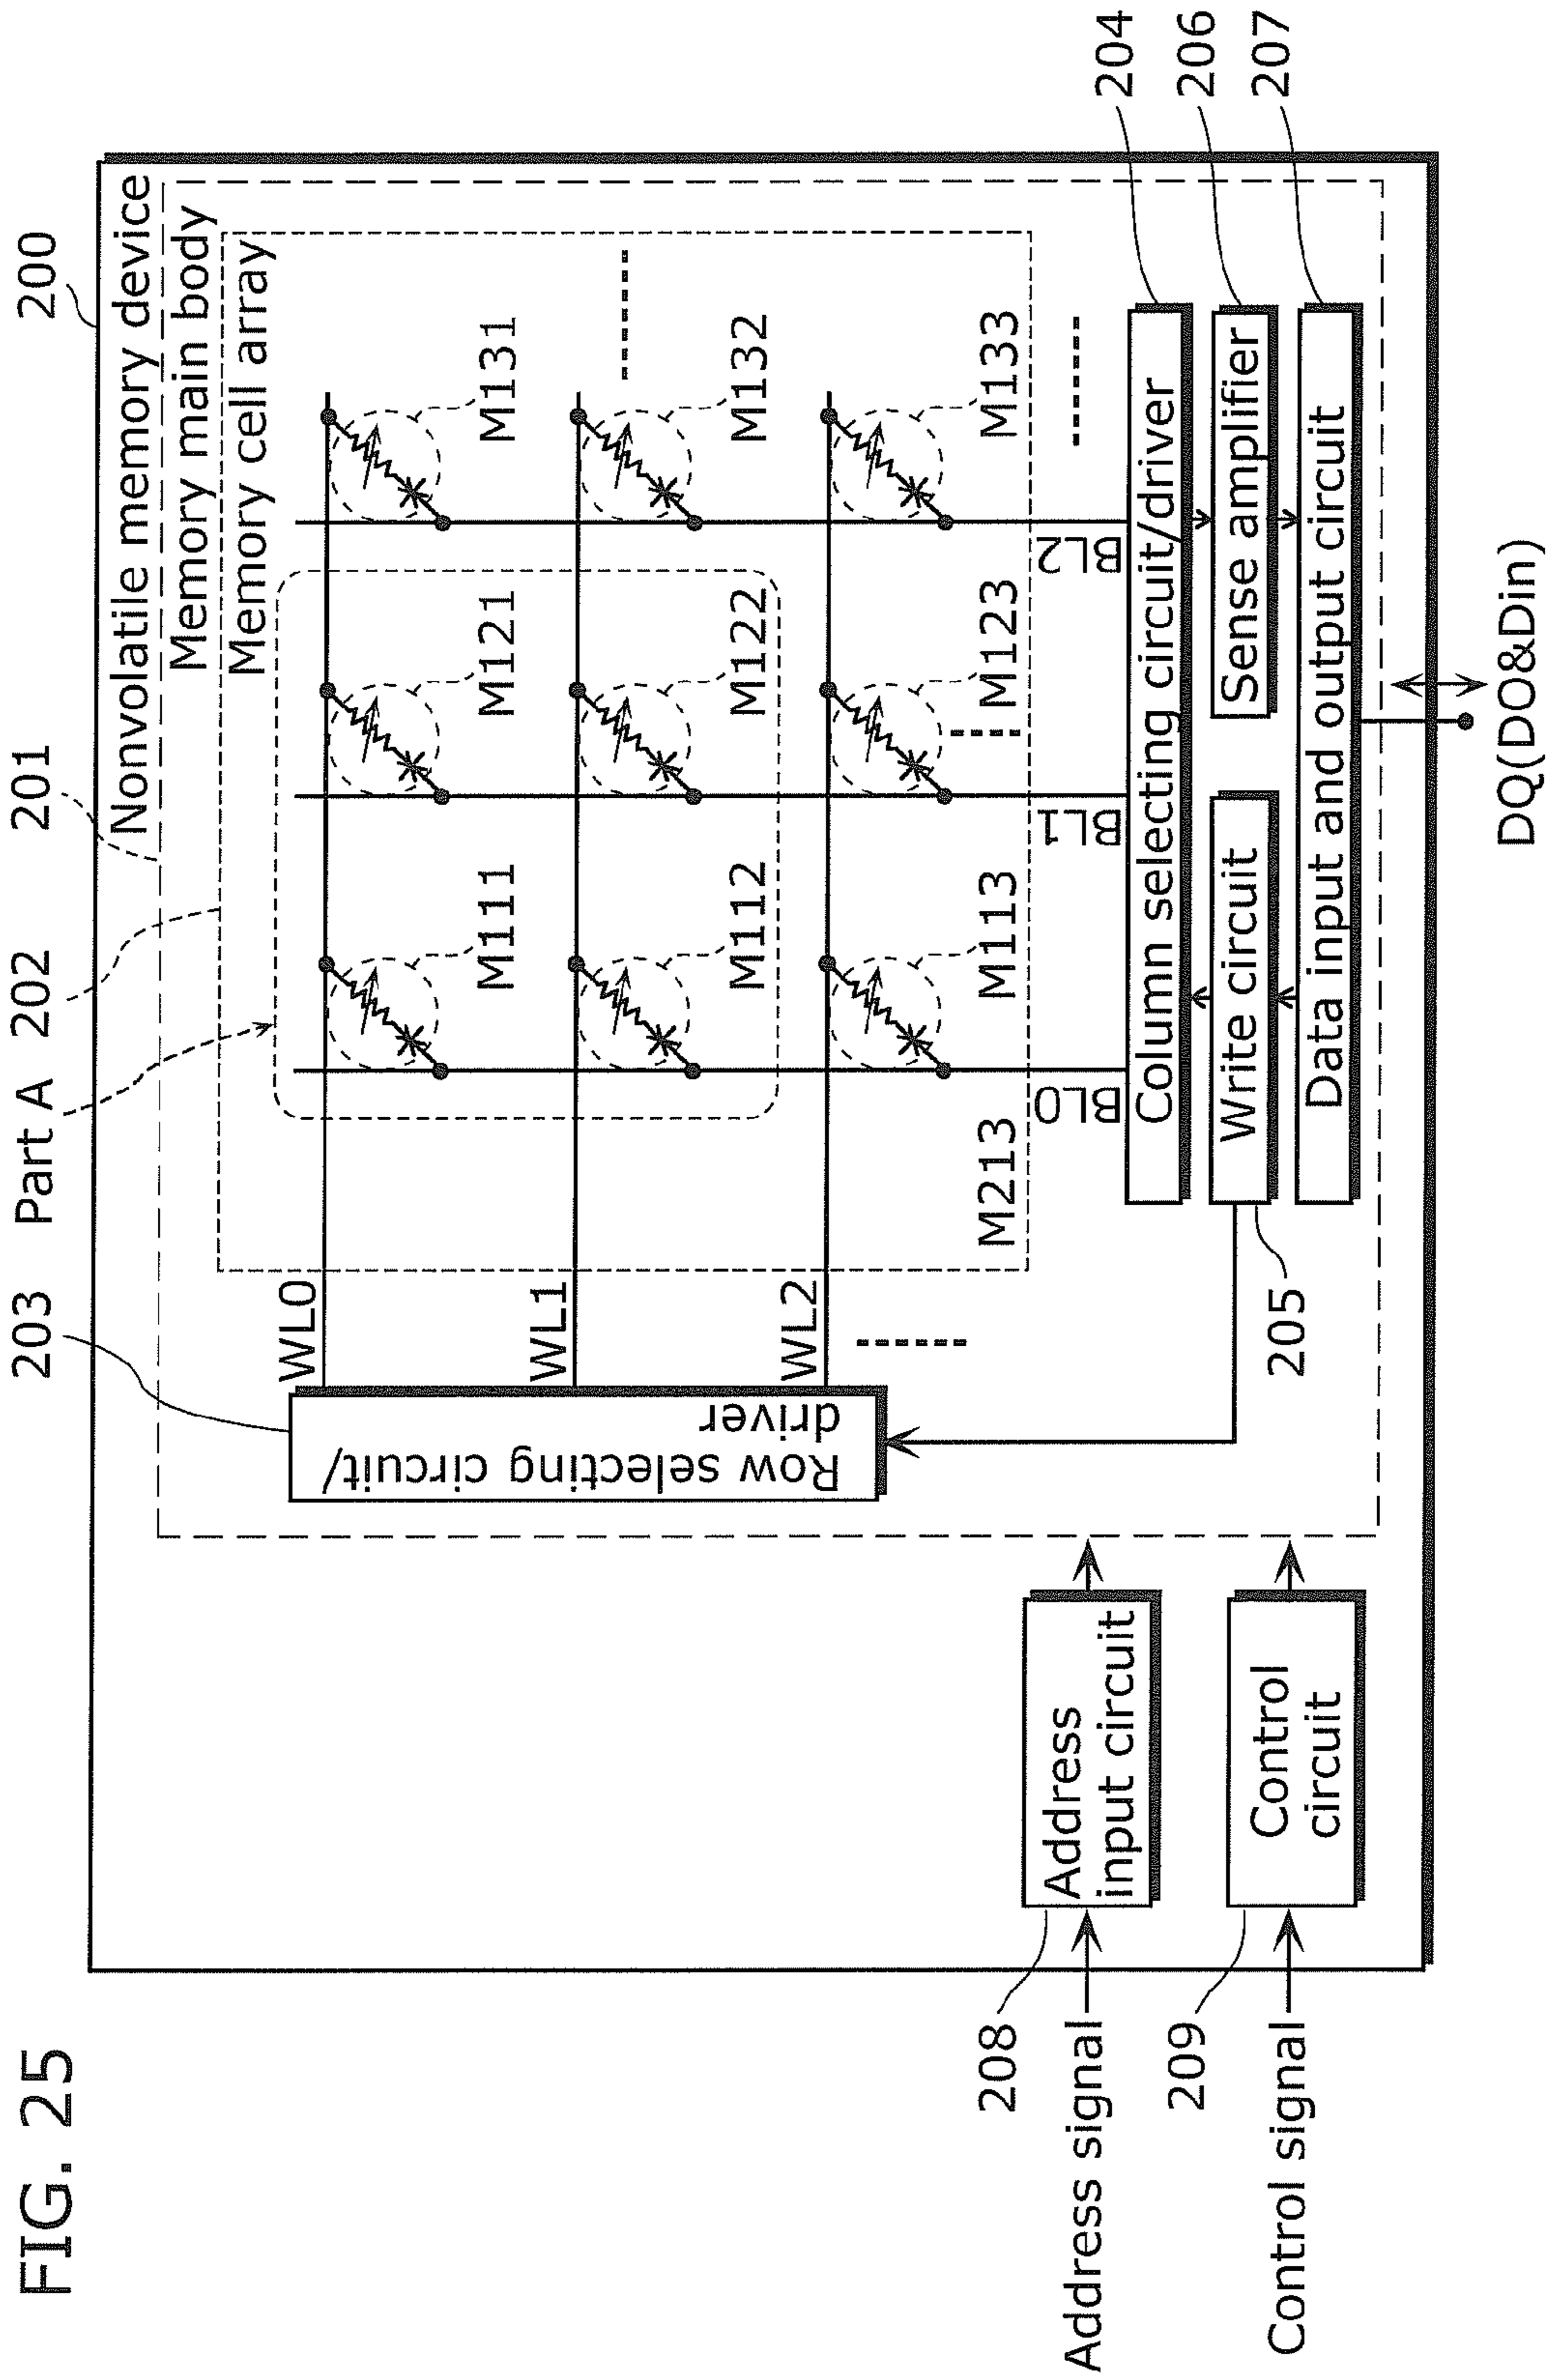 FIG. 25
200
Nonvolatile memory device
201
Memory main body
202
Memory cell array
Part A
203
WL0
M111
M121
M131
WL1
M112
M122
M132
WL2
M213
M113
M123
M133
BL0
BL1
BL2
Row selecting circuit/
driver
Column selecting circuit/driver
204
Write circuit
205
Sense amplifier
206
Data input and output circuit
207
DQ(DO&Din)
208
Address
input circuit
Address signal
209
Control
circuit
Control signal